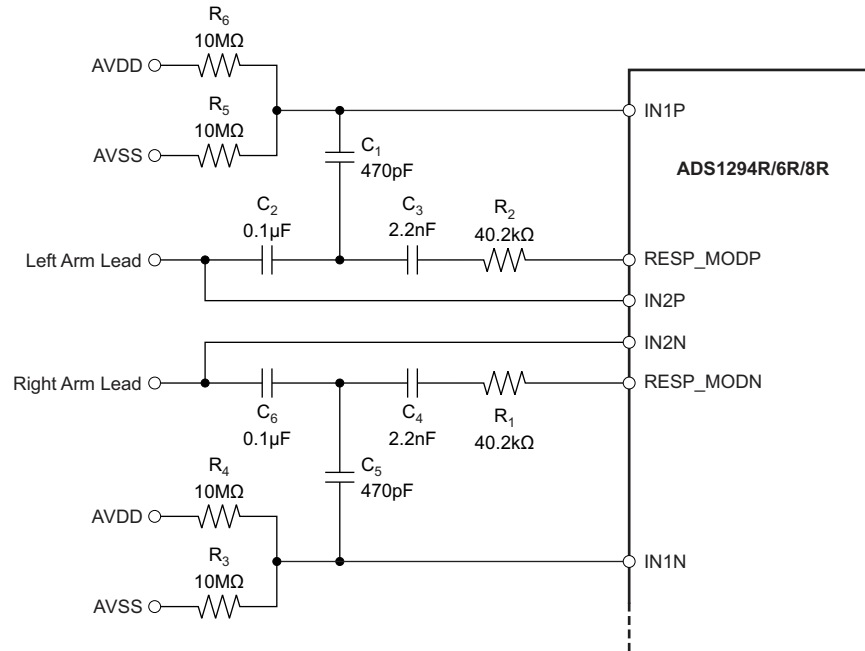 R6
10MΩ
AVDD
R5
10MΩ
AVSS
IN1P
C1
470pF
ADS1294R/6R/8R
C2
0.1µF
C3
2.2nF
R2
40.2kΩ
Left Arm Lead
RESP_MODP
IN2P
IN2N
Right Arm Lead
RESP_MODN
C6
0.1µF
C4
2.2nF
R1
40.2kΩ
C5
470pF
R4
10MΩ
AVDD
R3
10MΩ
AVSS
IN1N